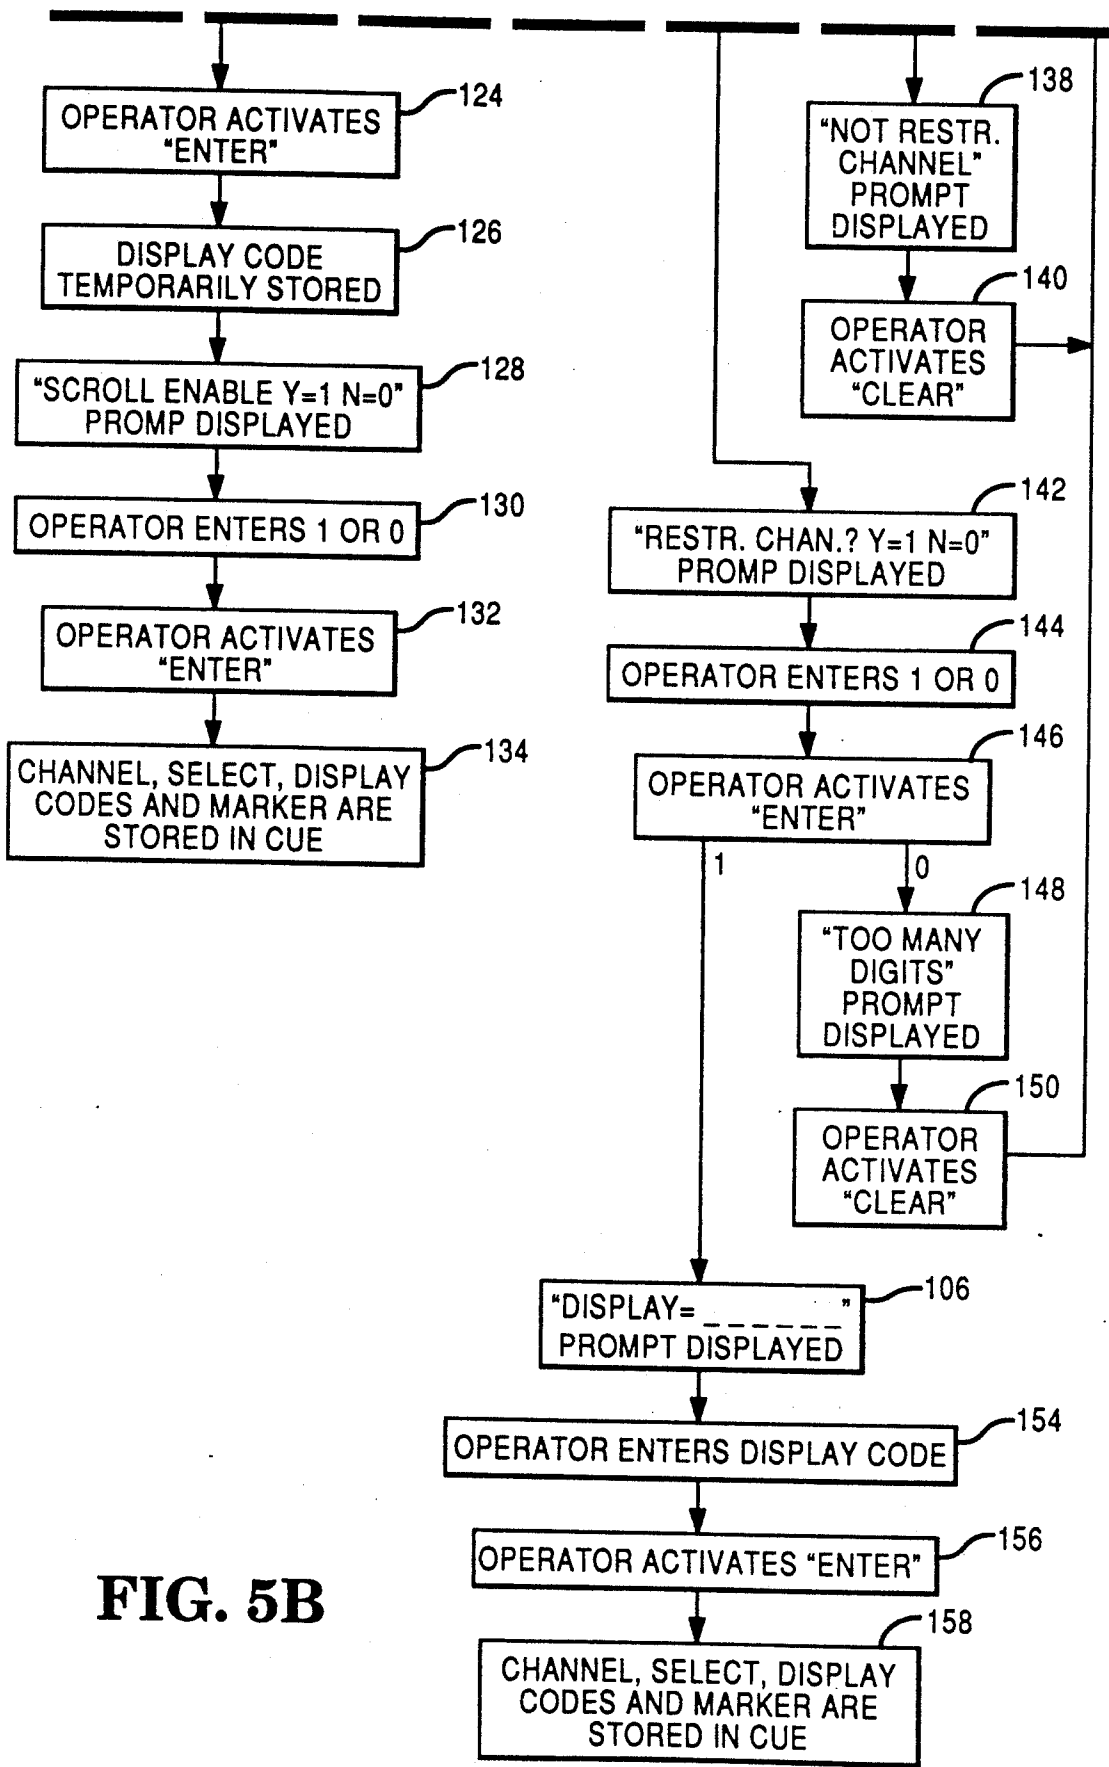 124
OPERATOR ACTIVATES
“ENTER”
126
DISPLAY CODE
TEMPORARILY STORED
128
“SCROLL ENABLE Y=1 N=0”
PROMP DISPLAYED
130
OPERATOR ENTERS 1 OR 0
132
OPERATOR ACTIVATES
“ENTER”
134
CHANNEL, SELECT, DISPLAY
CODES AND MARKER ARE
STORED IN CUE
138
“NOT RESTR.
CHANNEL”
PROMPT
DISPLAYED
140
OPERATOR
ACTIVATES
“CLEAR”
142
“RESTR. CHAN.? Y=1 N=0”
PROMP DISPLAYED
144
OPERATOR ENTERS 1 OR 0
146
OPERATOR ACTIVATES
“ENTER”
1
0
148
“TOO MANY
DIGITS”
PROMPT
DISPLAYED
150
OPERATOR
ACTIVATES
“CLEAR”
106
“DISPLAY= _ _ _ _ _ _”
PROMPT DISPLAYED
154
OPERATOR ENTERS DISPLAY CODE
156
OPERATOR ACTIVATES “ENTER”
158
CHANNEL, SELECT, DISPLAY
CODES AND MARKER ARE
STORED IN CUE
FIG. 5B